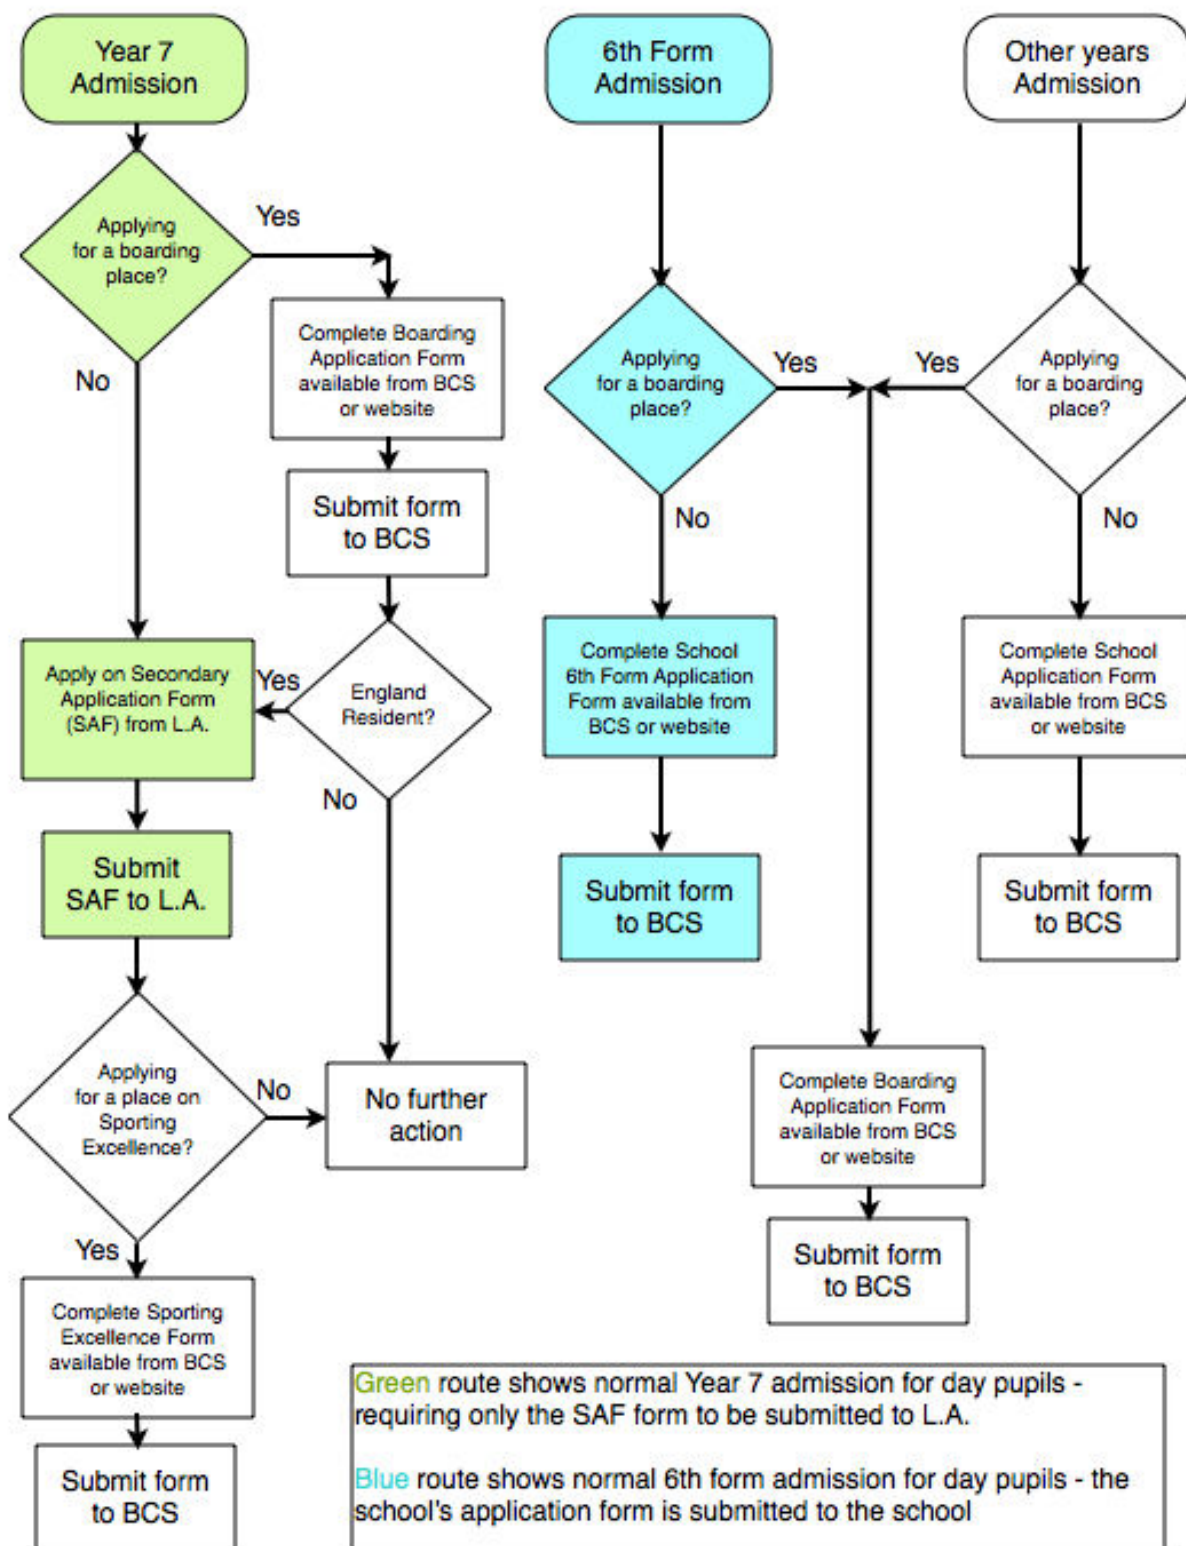 Year 7
Admission
Applying
for a boarding
place?
Yes
No
Complete Boarding
Application Form
available from BCS
or website
Submit form
to BCS
England
Resident?
Yes
No
Apply on Secondary
Application Form
(SAF) from L.A.
Submit
SAF to L.A.
Applying
for a place on
Sporting
Excellence?
No
No further
action
Yes
Complete Sporting
Excellence Form
available from BCS
or website
Submit form
to BCS
6th Form
Admission
Applying
for a boarding
place?
Yes
No
Complete School
6th Form Application
Form available from
BCS or website
Submit form
to BCS
Other years
Admission
Applying
for a boarding
place?
Yes
No
Complete School
Application Form
available from BCS
or website
Submit form
to BCS
Complete Boarding
Application Form
available from BCS
or website
Submit form
to BCS
Green route shows normal Year 7 admission for day pupils -
requiring only the SAF form to be submitted to L.A.
Blue route shows normal 6th form admission for day pupils - the
school's application form is submitted to the school